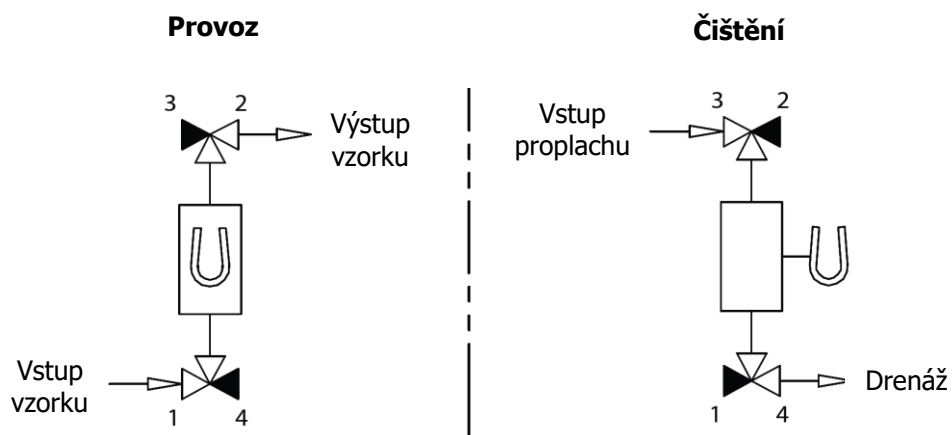 Provoz
3 2
Výstup
vzorku
Vstup
vzorku
1 4
Čištění
Vstup
proplachu
3 2
1 4
Drenáž